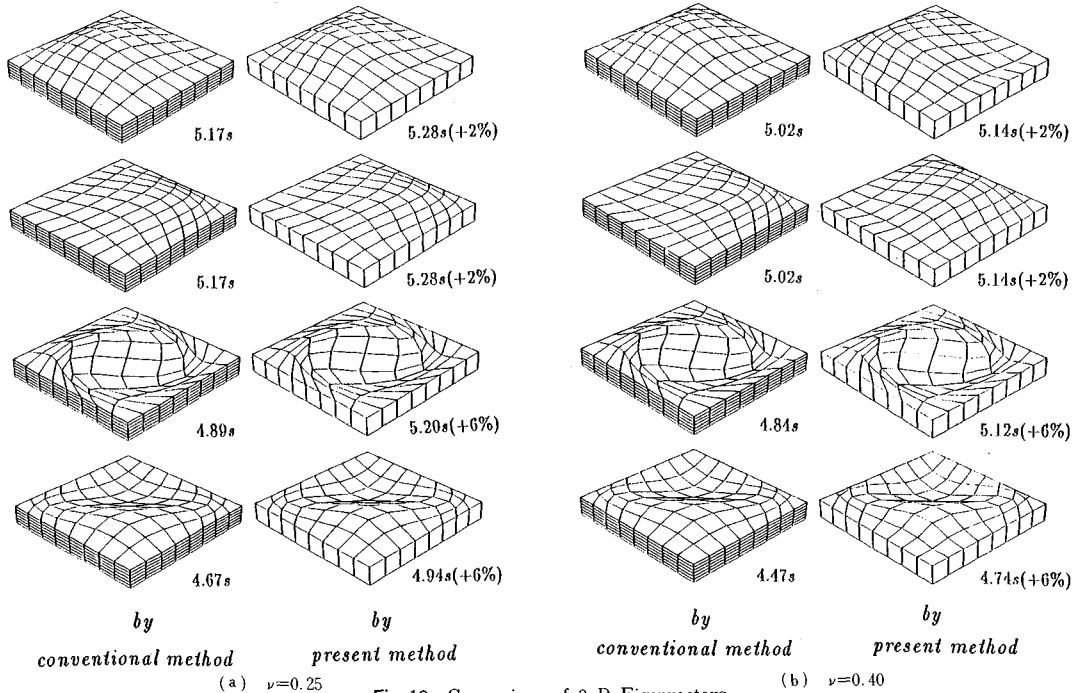 5.17s 5.28s(+2%) 5.02s 5.14s(+2%)
5.17s 5.28s(+2%) 5.02s 5.14s(+2%)
4.89s 5.20s(+6%) 4.84s 5.12s(+6%)
4.67s 4.94s(+6%) 4.47s 4.74s(+6%)
by by by by
conventional method present method conventional method present method
(a) ν=0.25 (b) ν=0.40